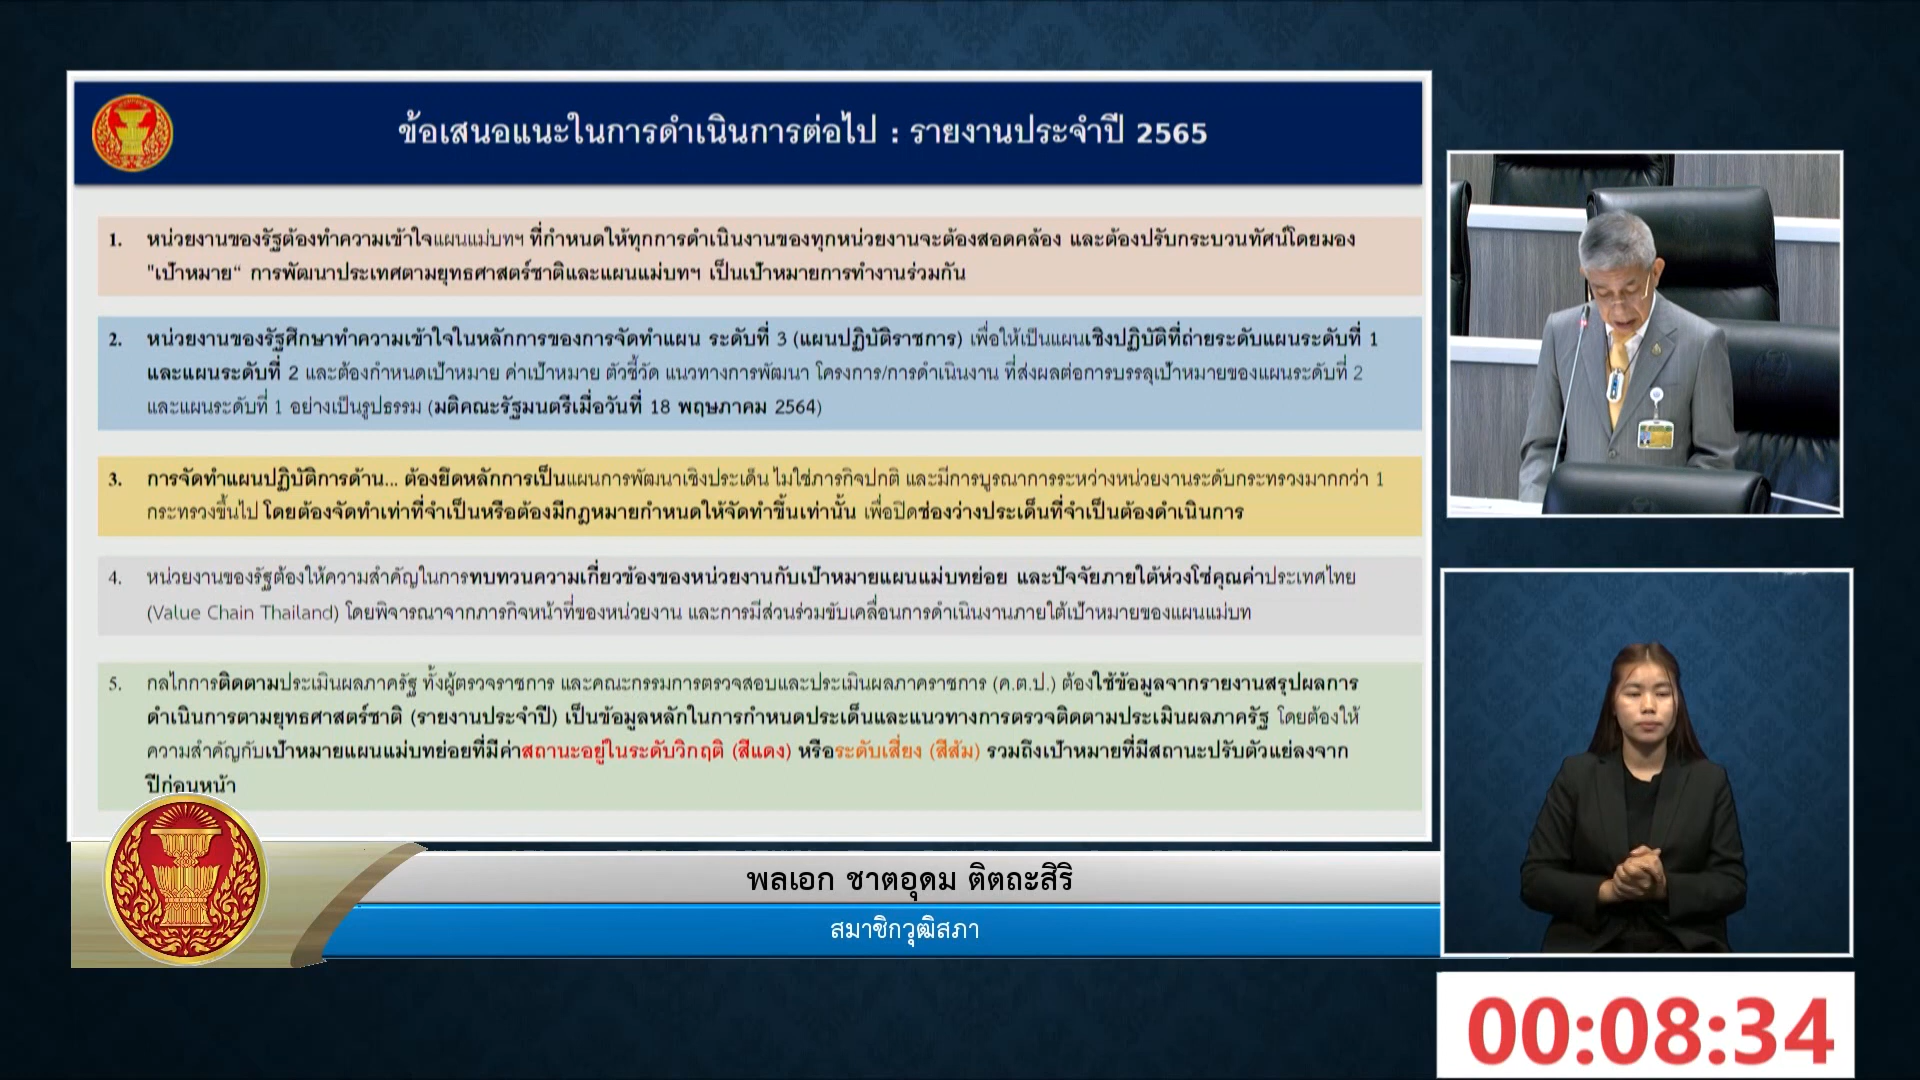 ข้อเสนอแนะในการดำเนินการต่อไป : รายงานประจำปี 2565
1. หน่วยงานของรัฐต้องทำความเข้าใจแผนแม่บทฯ ที่กำหนดให้ทุกการดำเนินงานของทุกหน่วยงานจะต้องสอดคล้อง และต้องปรับกระบวนทัศน์โดยมอง
"เป้าหมาย“ การพัฒนาประเทศตามยุทธศาสตร์ชาติและแผนแม่บทฯ เป็นเป้าหมายการทำงานร่วมกัน
2. หน่วยงานของรัฐศึกษาทำความเข้าใจในหลักการของการจัดทำแผน ระดับที่ 3 (แผนปฏิบัติราชการ) เพื่อให้เป็นแผนเชิงปฏิบัติที่ถ่ายระดับแผนระดับที่ 1
และแผนระดับที่ 2 และต้องกำหนดเป้าหมาย ค่าเป้าหมาย ตัวชี้วัด แนวทางการพัฒนา โครงการ/การดำเนินงาน ที่ส่งผลต่อการบรรลุเป้าหมายของแผนระดับที่ 2
และแผนระดับที่ 1 อย่างเป็นรูปธรรม (มติคณะรัฐมนตรีเมื่อวันที่ 18 พฤษภาคม 2564)
3. การจัดทำแผนปฏิบัติการด้าน... ต้องยึดหลักการเป็นแผนการพัฒนาเชิงประเด็น ไม่ใช่ภารกิจปกติ และมีการบูรณาการระหว่างหน่วยงานระดับกระทรวงมากกว่า 1
กระทรวงขึ้นไป โดยต้องจัดทำเท่าที่จำเป็นหรือต้องมีกฎหมายกำหนดให้จัดทำขึ้นเท่านั้น เพื่อปิดช่องว่างประเด็นที่จำเป็นต้องดำเนินการ
4. หน่วยงานของรัฐต้องให้ความสำคัญในการทบทวนความเกี่ยวข้องของหน่วยงานกับเป้าหมายแผนแม่บทย่อย และปัจจัยภายใต้ห่วงโซ่คุณค่าประเทศไทย
(Value Chain Thailand) โดยพิจารณาจากภารกิจหน้าที่ของหน่วยงาน และการมีส่วนร่วมขับเคลื่อนการดำเนินงานภายใต้เป้าหมายของแผนแม่บท
5. กลไกการติดตามประเมินผลภาครัฐ ทั้งผู้ตรวจราชการ และคณะกรรมการตรวจสอบและประเมินผลภาคราชการ (ค.ต.ป.) ต้องใช้ข้อมูลจากรายงานสรุปผลการ
ดำเนินการตามยุทธศาสตร์ชาติ (รายงานประจำปี) เป็นข้อมูลหลักในการกำหนดประเด็นและแนวทางการตรวจติดตามประเมินผลภาครัฐ โดยต้องให้
ความสำคัญกับเป้าหมายแผนแม่บทย่อยที่มีค่าสถานะอยู่ในระดับวิกฤติ (สีแดง) หรือระดับเสี่ยง (สีส้ม) รวมถึงเป้าหมายที่มีสถานะปรับตัวแย่ลงจาก
ปีก่อนหน้า
พลเอก ชาตอุดม ติตถะสิริ
สมาชิกวุฒิสภา
00:08:34